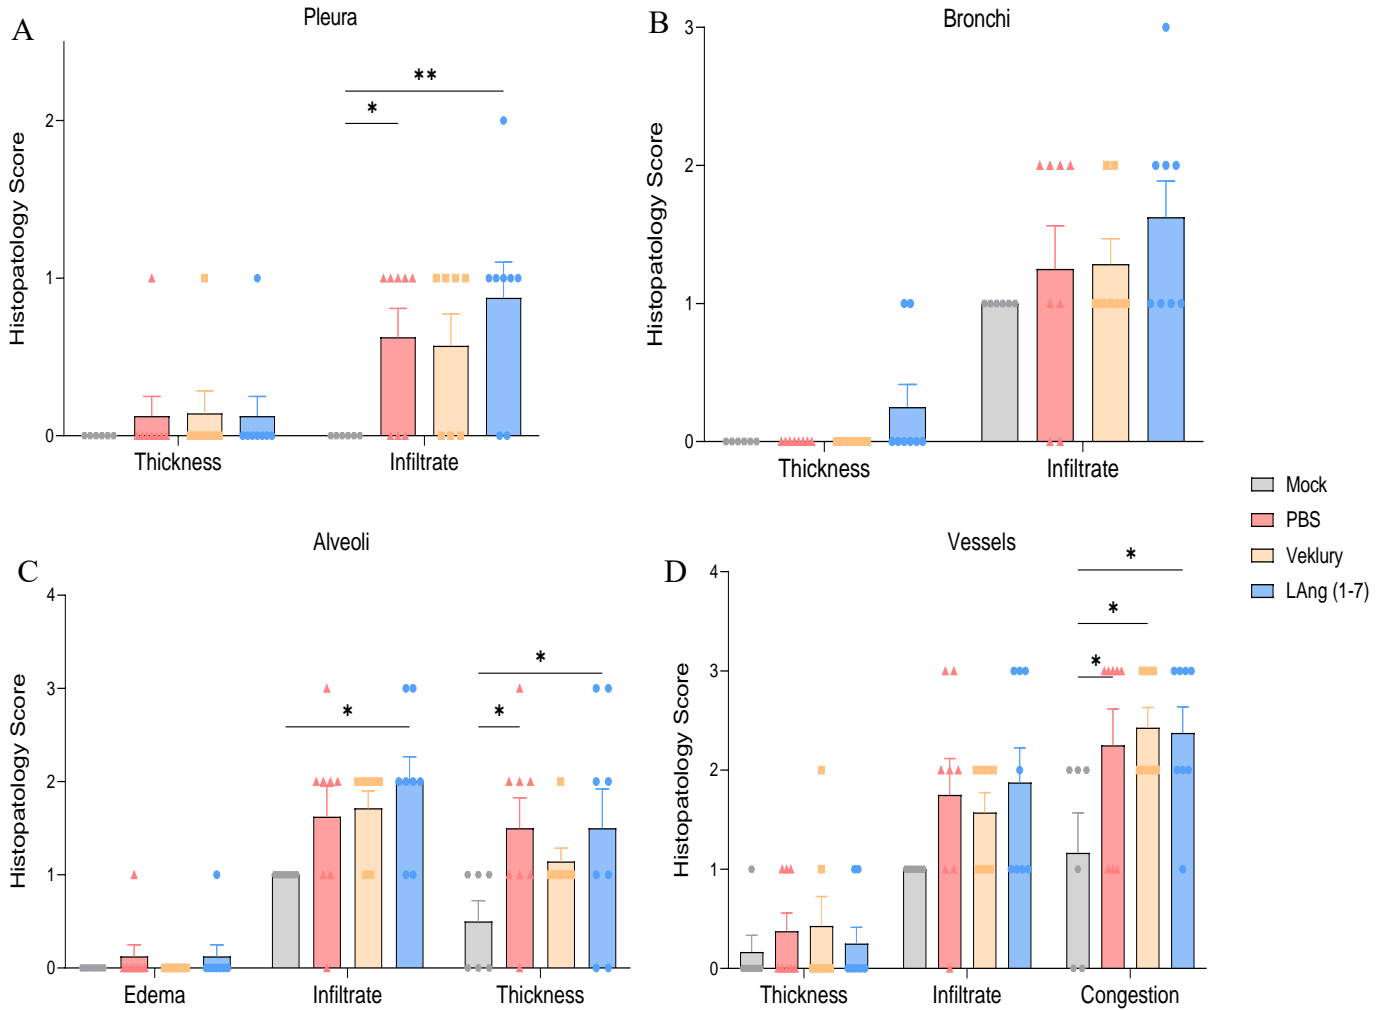 A
Pleura
Histopatology Score
2
1
0
*
**
Thickness
Infiltrate
B
Bronchi
Histopatology Score
3
2
1
0
Thickness
Infiltrate
Mock
PBS
Veklury
LAng (1-7)
C
Alveoli
Histopatology Score
4
3
2
1
0
*
*
*
Edema
Infiltrate
Thickness
D
Vessels
Histopatology Score
4
3
2
1
0
*
*
*
Thickness
Infiltrate
Congestion